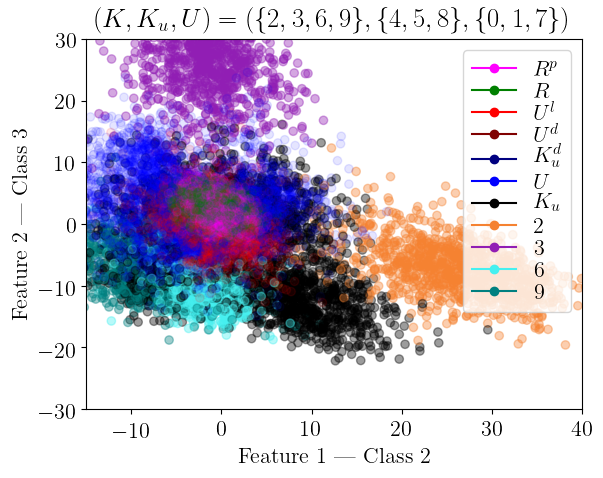 (K, K_u, U) = ({2, 3, 6, 9}, {4, 5, 8}, {0, 1, 7})
30
20
10
0
−10
−20
−30
Feature 2 — Class 3
R^p
R
U^l
U^d
K_u^d
U
K_u
2
3
6
9
−10
0
10
20
30
40
Feature 1 — Class 2